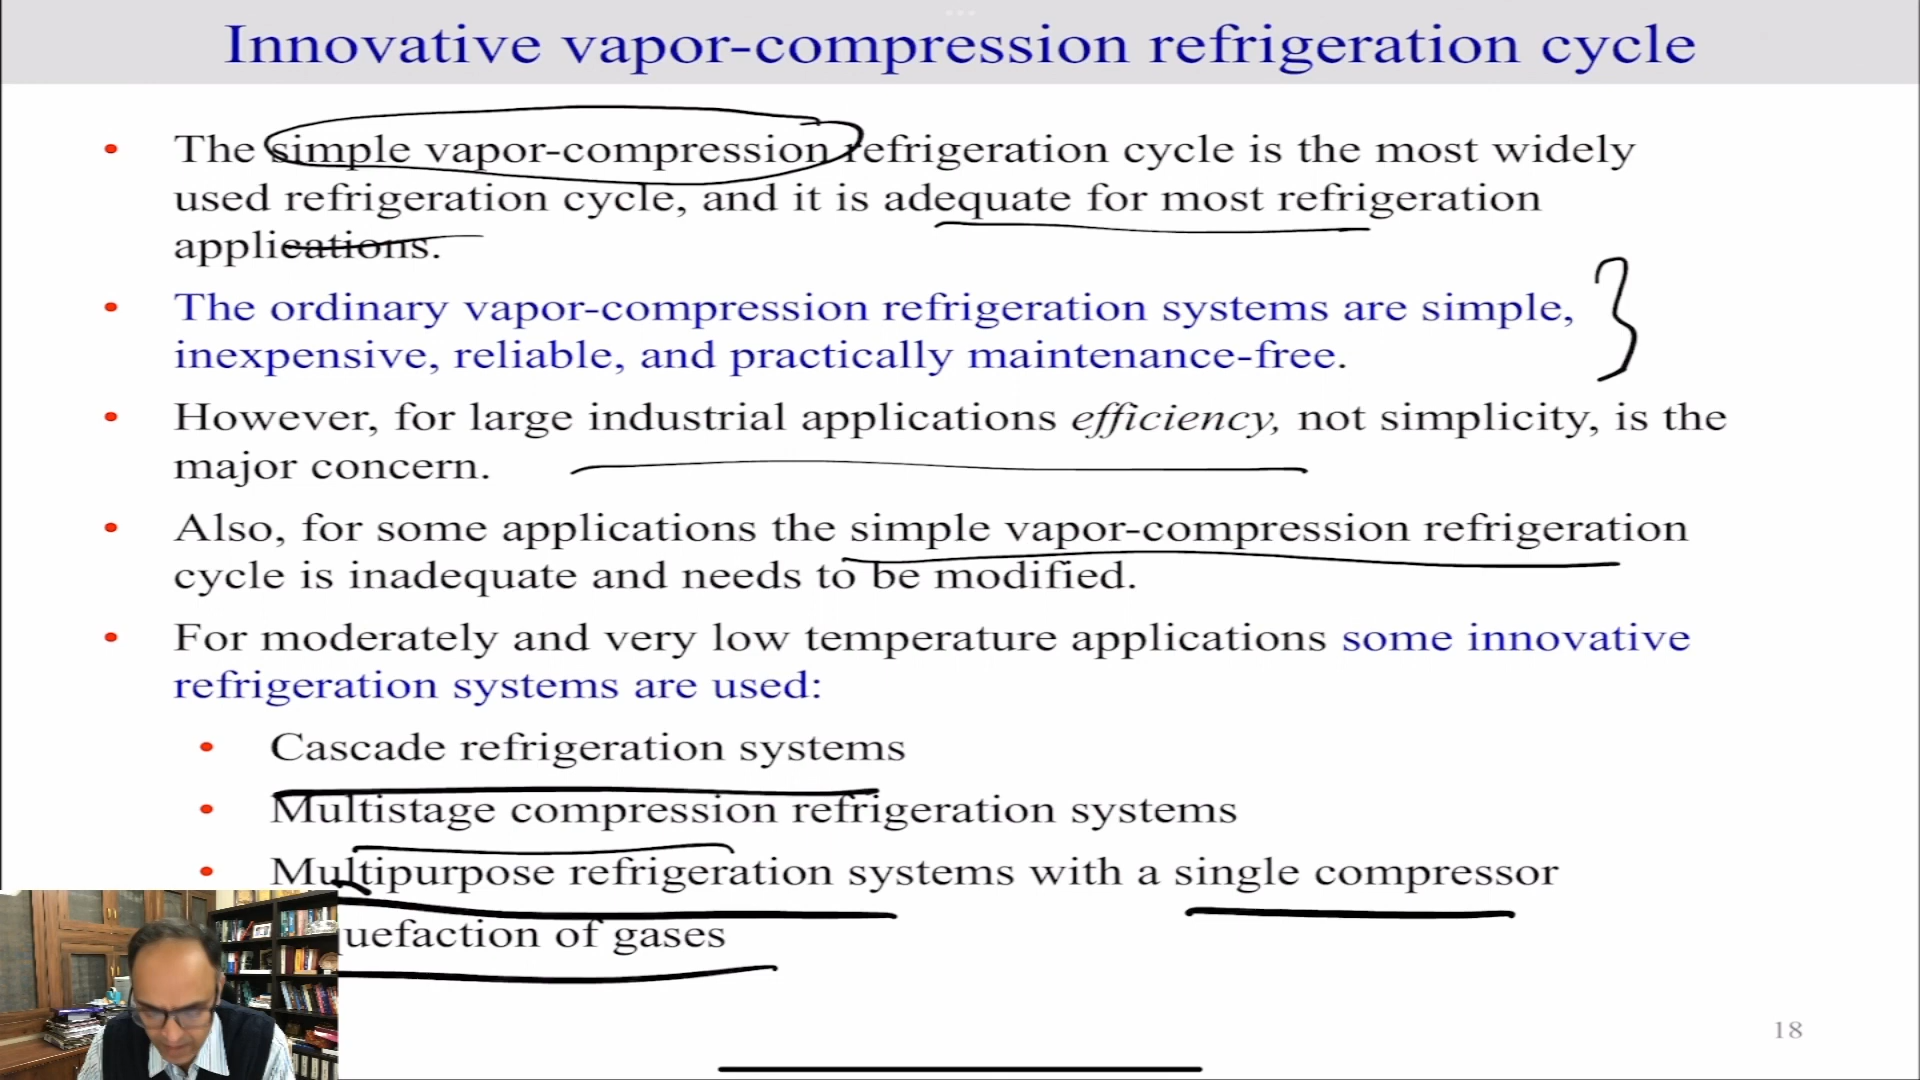 Innovative vapor-compression refrigeration cycle
• The simple vapor-compression refrigeration cycle is the most widely
used refrigeration cycle, and it is adequate for most refrigeration
applications.
• The ordinary vapor-compression refrigeration systems are simple,
inexpensive, reliable, and practically maintenance-free.
• However, for large industrial applications efficiency, not simplicity, is the
major concern.
• Also, for some applications the simple vapor-compression refrigeration
cycle is inadequate and needs to be modified.
• For moderately and very low temperature applications some innovative
refrigeration systems are used:
• Cascade refrigeration systems
• Multistage compression refrigeration systems
• Multipurpose refrigeration systems with a single compressor
uefaction of gases
18